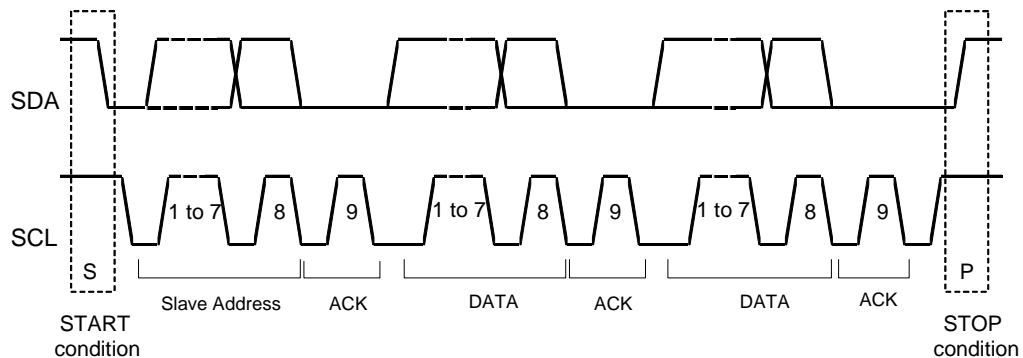 SDA
SCL
1 to 7
8
9
1 to 7
8
9
1 to 7
8
9
S
P
Slave Address
ACK
DATA
ACK
DATA
ACK
START
condition
STOP
condition